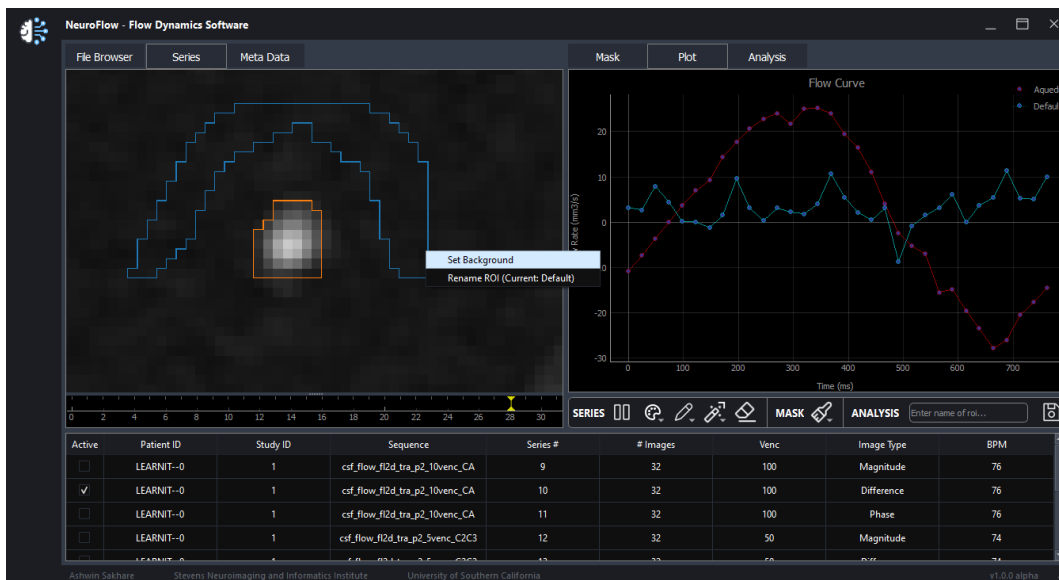 NeuroFlow - Flow Dynamics Software
File Browser Series Meta Data
Mask Plot Analysis
Flow Curve
Aqued
Defaul
20
10
0
-20
-30
Rate (mm3/s)
0 100 200 300 400 500 600 700
Time (ms)
Set Background
Rename ROI (Current: Default)
0 2 4 6 8 10 12 14 16 18 20 22 24 26 28 30
SERIES MASK ANALYSIS Enter name of roi...
Active Patient ID Study ID Sequence Series # # Images Venc Image Type BPM
LEARNIT--0 1 csf_flow_fl2d_tra_p2_10venc_CA 9 32 100 Magnitude 76
LEARNIT--0 1 csf_flow_fl2d_tra_p2_10venc_CA 10 32 100 Difference 76
LEARNIT--0 1 csf_flow_fl2d_tra_p2_10venc_CA 11 32 100 Phase 76
LEARNIT--0 1 csf_flow_fl2d_tra_p2_5venc_C2C3 12 32 50 Magnitude 74
Ashwin Sakhare Stevens Neuroimaging and Informatics Institute University of Southern California v1.0.0 alpha